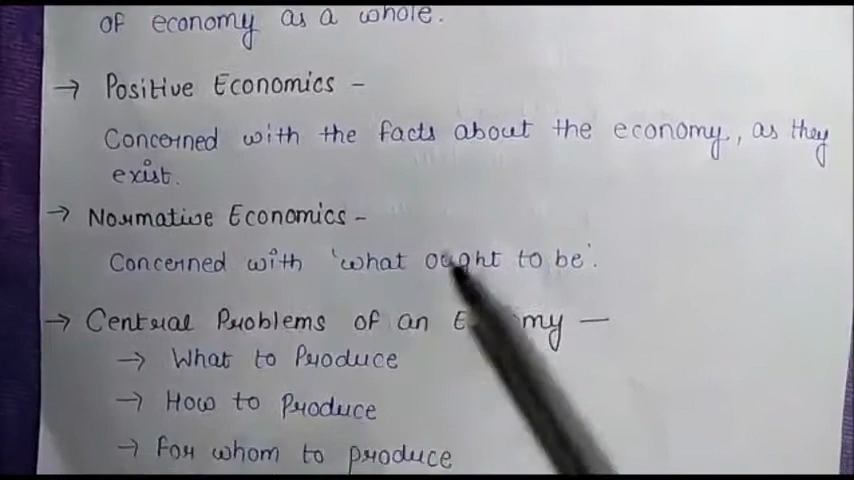 of economy as a whole.
→ Positive Economics –
Concerned with the facts about the economy, as they
exist.
→ Normative Economics –
Concerned with 'what ought to be'.
→ Central Problems of an Economy –
→ What to Produce
→ How to Produce
→ For whom to produce